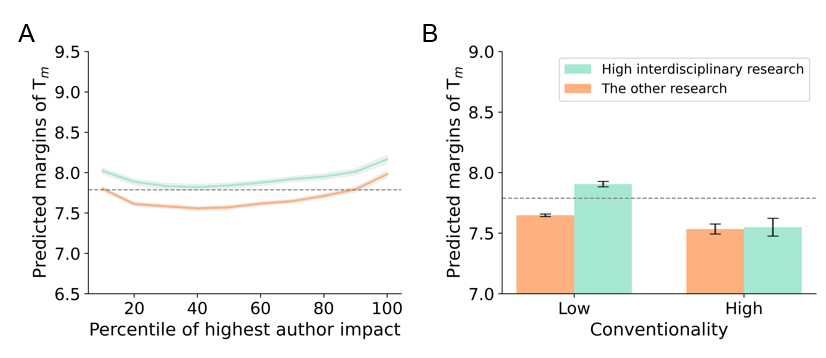 A
Predicted margins of Tm
9.5
9.0
8.5
8.0
7.5
7.0
6.5
20
40
60
80
100
Percentile of highest author impact
B
Predicted margins of Tm
9.0
8.5
8.0
7.5
7.0
High interdisciplinary research
The other research
Low
High
Conventionality